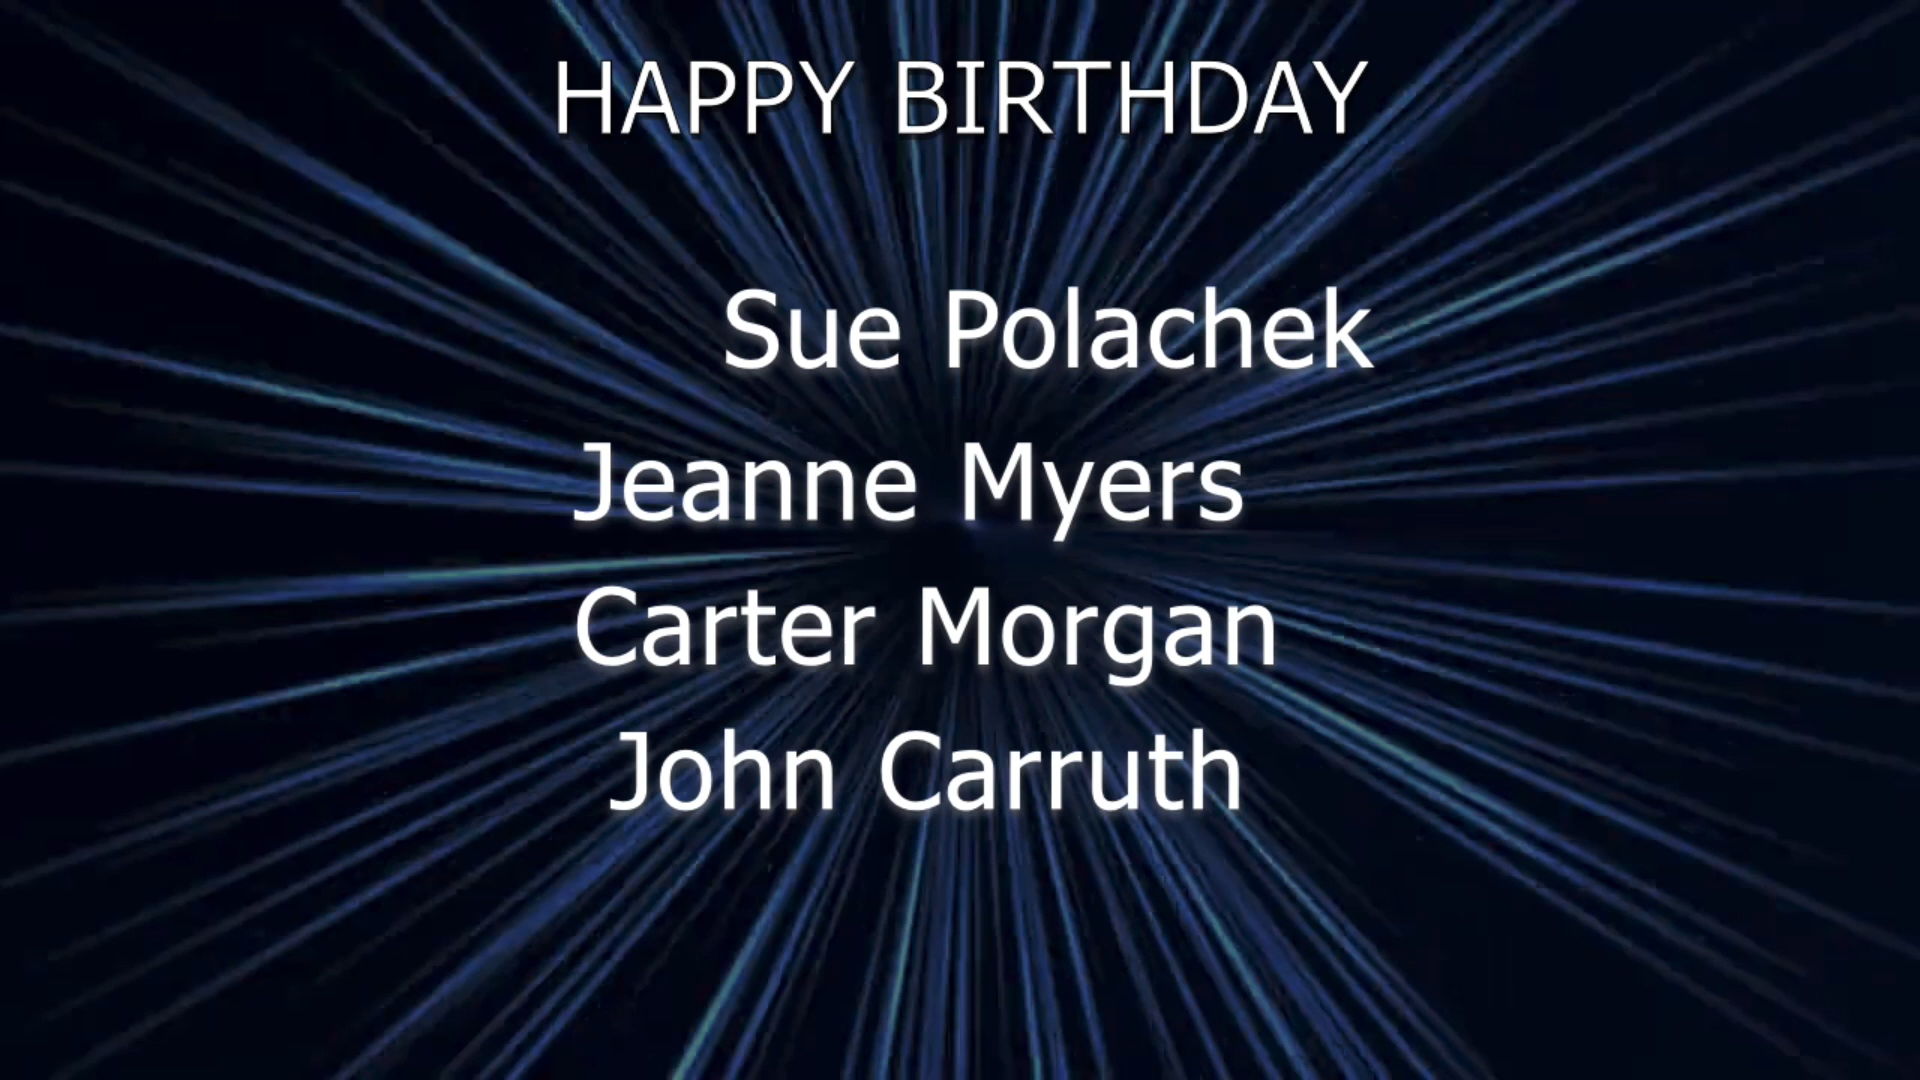 HAPPY BIRTHDAY
Sue Polachek
Jeanne Myers
Carter Morgan
John Carruth